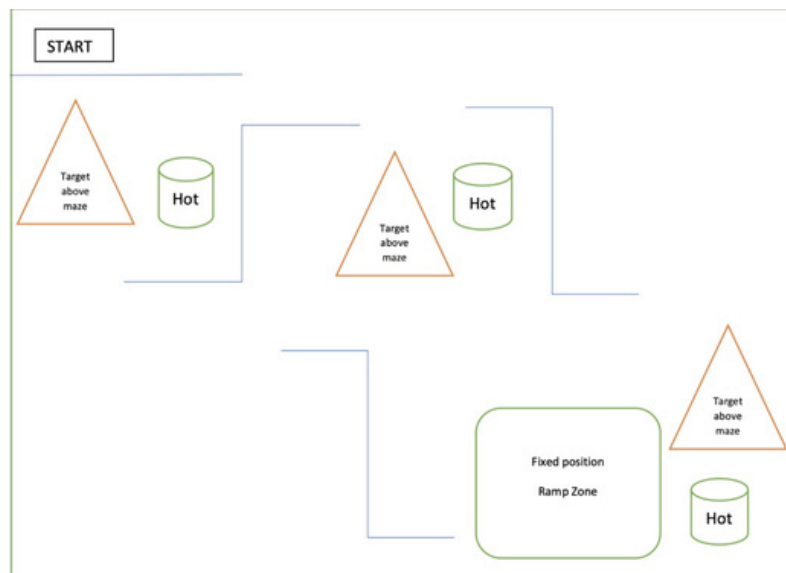 START
Target
above
maze
Hot
Target
above
maze
Hot
Target
above
maze
Fixed position
Ramp Zone
Hot